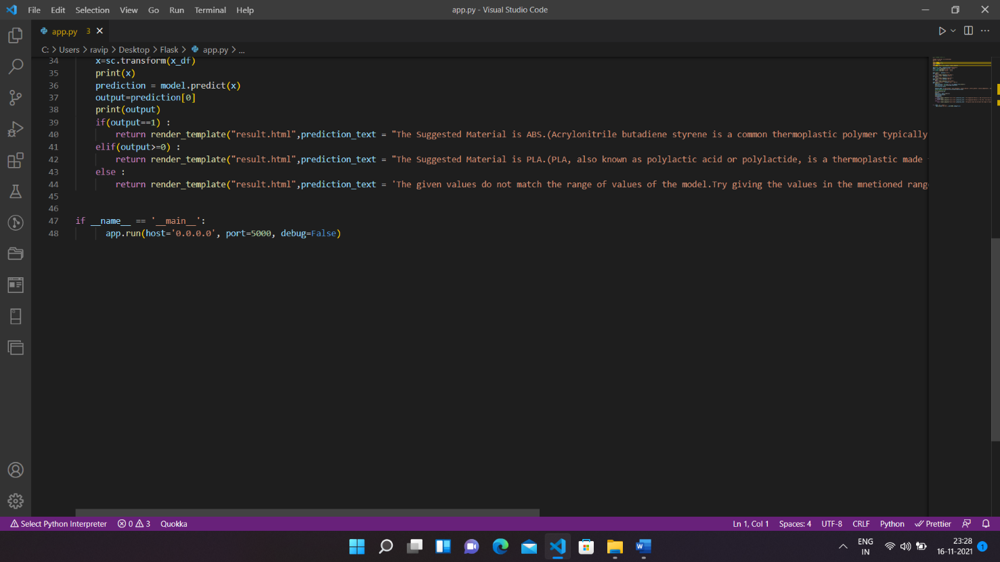 File Edit Selection View Go Run Terminal Help
app.py - Visual Studio Code
app.py 3
C: > Users > ravip > Desktop > Flask > app.py > ...
34 x=sc.transform(x_df)
35 print(x)
36 prediction = model.predict(x)
37 output=prediction[0]
38 print(output)
39 if(output==1) :
40 return render_template("result.html",prediction_text = "The Suggested Material is ABS.(Acrylonitrile butadiene styrene is a common thermoplastic polymer typically
41 elif(output>=0) :
42 return render_template("result.html",prediction_text = "The Suggested Material is PLA.(PLA, also known as polylactic acid or polylactide, is a thermoplastic made
43 else :
44 return render_template("result.html",prediction_text = 'The given values do not match the range of values of the model.Try giving the values in the mnetioned rang
45
46
47 if __name__ == '__main__':
48 app.run(host='0.0.0.0', port=5000, debug=False)
Select Python Interpreter 0 3 Quokka Ln 1, Col 1 Spaces: 4 UTF-8 CRLF Python Prettier
ENG
IN
23:28
16-11-2021
1